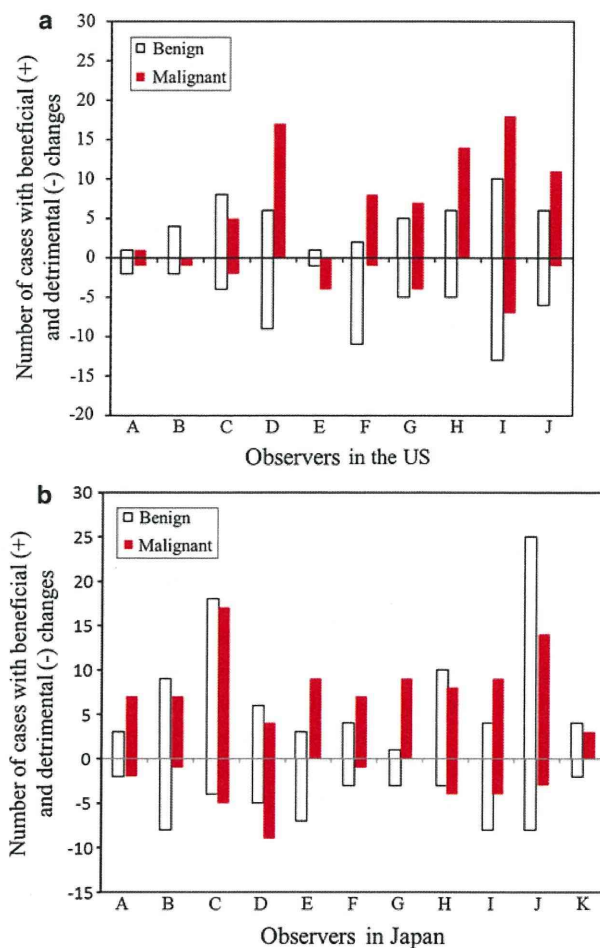 a
Number of cases with beneficial (+)
and detrimental (-) changes
30
25
20
15
10
5
0
-5
-10
-15
-20
Benign
Malignant
A B C D E F G H I J
Observers in the US
b
Number of cases with beneficial (+)
and detrimental (-) changes
30
25
20
15
10
5
0
-5
-10
-15
Benign
Malignant
A B C D E F G H I J K
Observers in Japan